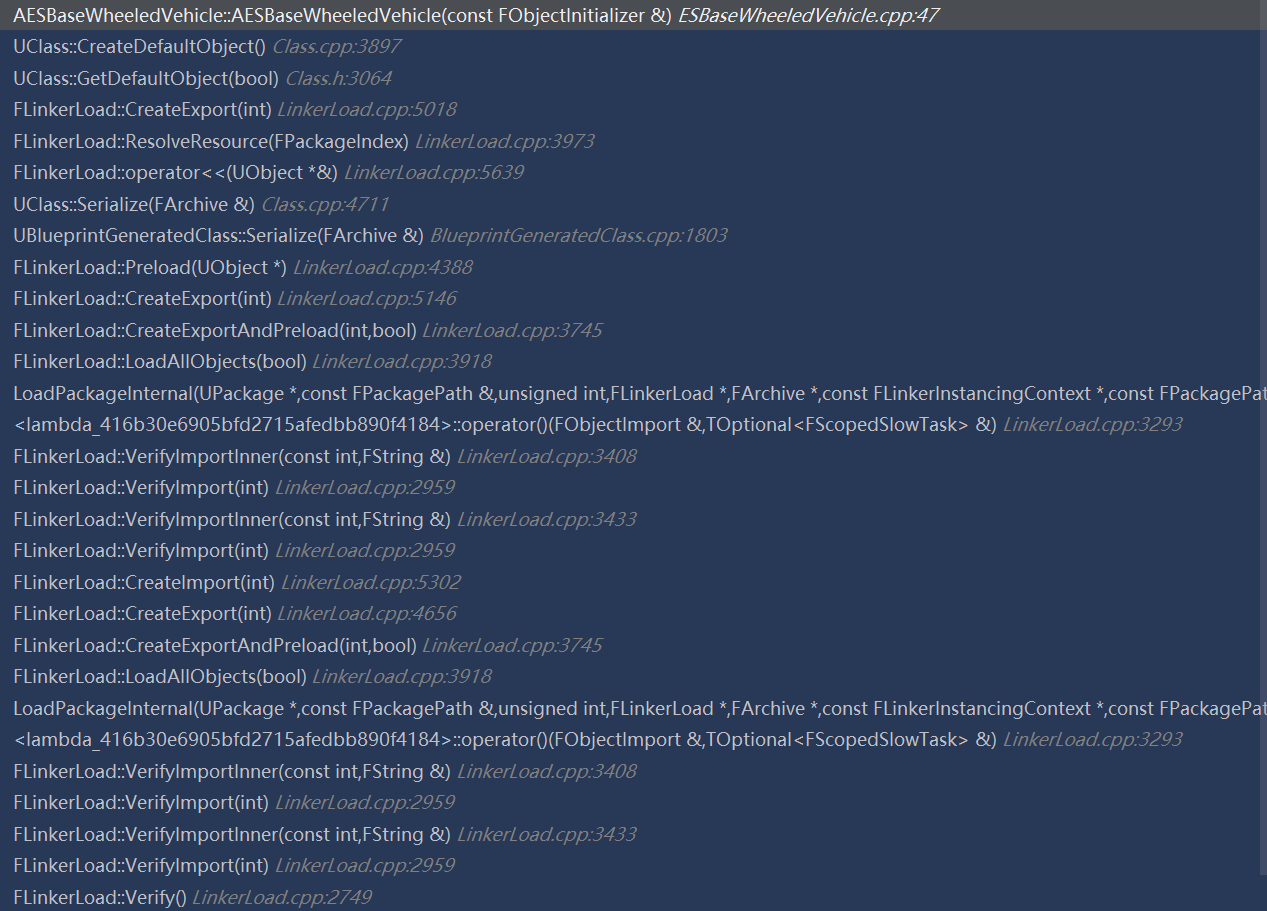 AESBaseWheeledVehicle::AESBaseWheeledVehicle(const FObjectInitializer &) ESBaseWheeledVehicle.cpp:47
UClass::CreateDefaultObject() Class.cpp:3897
UClass::GetDefaultObject(bool) Class.h:3064
FLinkerLoad::CreateExport(int) LinkerLoad.cpp:5018
FLinkerLoad::ResolveResource(FPackageIndex) LinkerLoad.cpp:3973
FLinkerLoad::operator<<(UObject *&) LinkerLoad.cpp:5639
UClass::Serialize(FArchive &) Class.cpp:4711
UBlueprintGeneratedClass::Serialize(FArchive &) BlueprintGeneratedClass.cpp:1803
FLinkerLoad::Preload(UObject *) LinkerLoad.cpp:4388
FLinkerLoad::CreateExport(int) LinkerLoad.cpp:5146
FLinkerLoad::CreateExportAndPreload(int,bool) LinkerLoad.cpp:3745
FLinkerLoad::LoadAllObjects(bool) LinkerLoad.cpp:3918
LoadPackageInternal(UPackage *,const FPackagePath &,unsigned int,FLinkerLoad *,FArchive *,const FLinkerInstancingContext *,const FPackagePat
<lambda_416b30e6905bfd2715afedbb890f4184>::operator()(FObjectImport &,TOptional<FScopedSlowTask> &) LinkerLoad.cpp:3293
FLinkerLoad::VerifyImportInner(const int,FString &) LinkerLoad.cpp:3408
FLinkerLoad::VerifyImport(int) LinkerLoad.cpp:2959
FLinkerLoad::VerifyImportInner(const int,FString &) LinkerLoad.cpp:3433
FLinkerLoad::VerifyImport(int) LinkerLoad.cpp:2959
FLinkerLoad::CreateImport(int) LinkerLoad.cpp:5302
FLinkerLoad::CreateExport(int) LinkerLoad.cpp:4656
FLinkerLoad::CreateExportAndPreload(int,bool) LinkerLoad.cpp:3745
FLinkerLoad::LoadAllObjects(bool) LinkerLoad.cpp:3918
LoadPackageInternal(UPackage *,const FPackagePath &,unsigned int,FLinkerLoad *,FArchive *,const FLinkerInstancingContext *,const FPackagePat
<lambda_416b30e6905bfd2715afedbb890f4184>::operator()(FObjectImport &,TOptional<FScopedSlowTask> &) LinkerLoad.cpp:3293
FLinkerLoad::VerifyImportInner(const int,FString &) LinkerLoad.cpp:3408
FLinkerLoad::VerifyImport(int) LinkerLoad.cpp:2959
FLinkerLoad::VerifyImportInner(const int,FString &) LinkerLoad.cpp:3433
FLinkerLoad::VerifyImport(int) LinkerLoad.cpp:2959
FLinkerLoad::Verify() LinkerLoad.cpp:2749